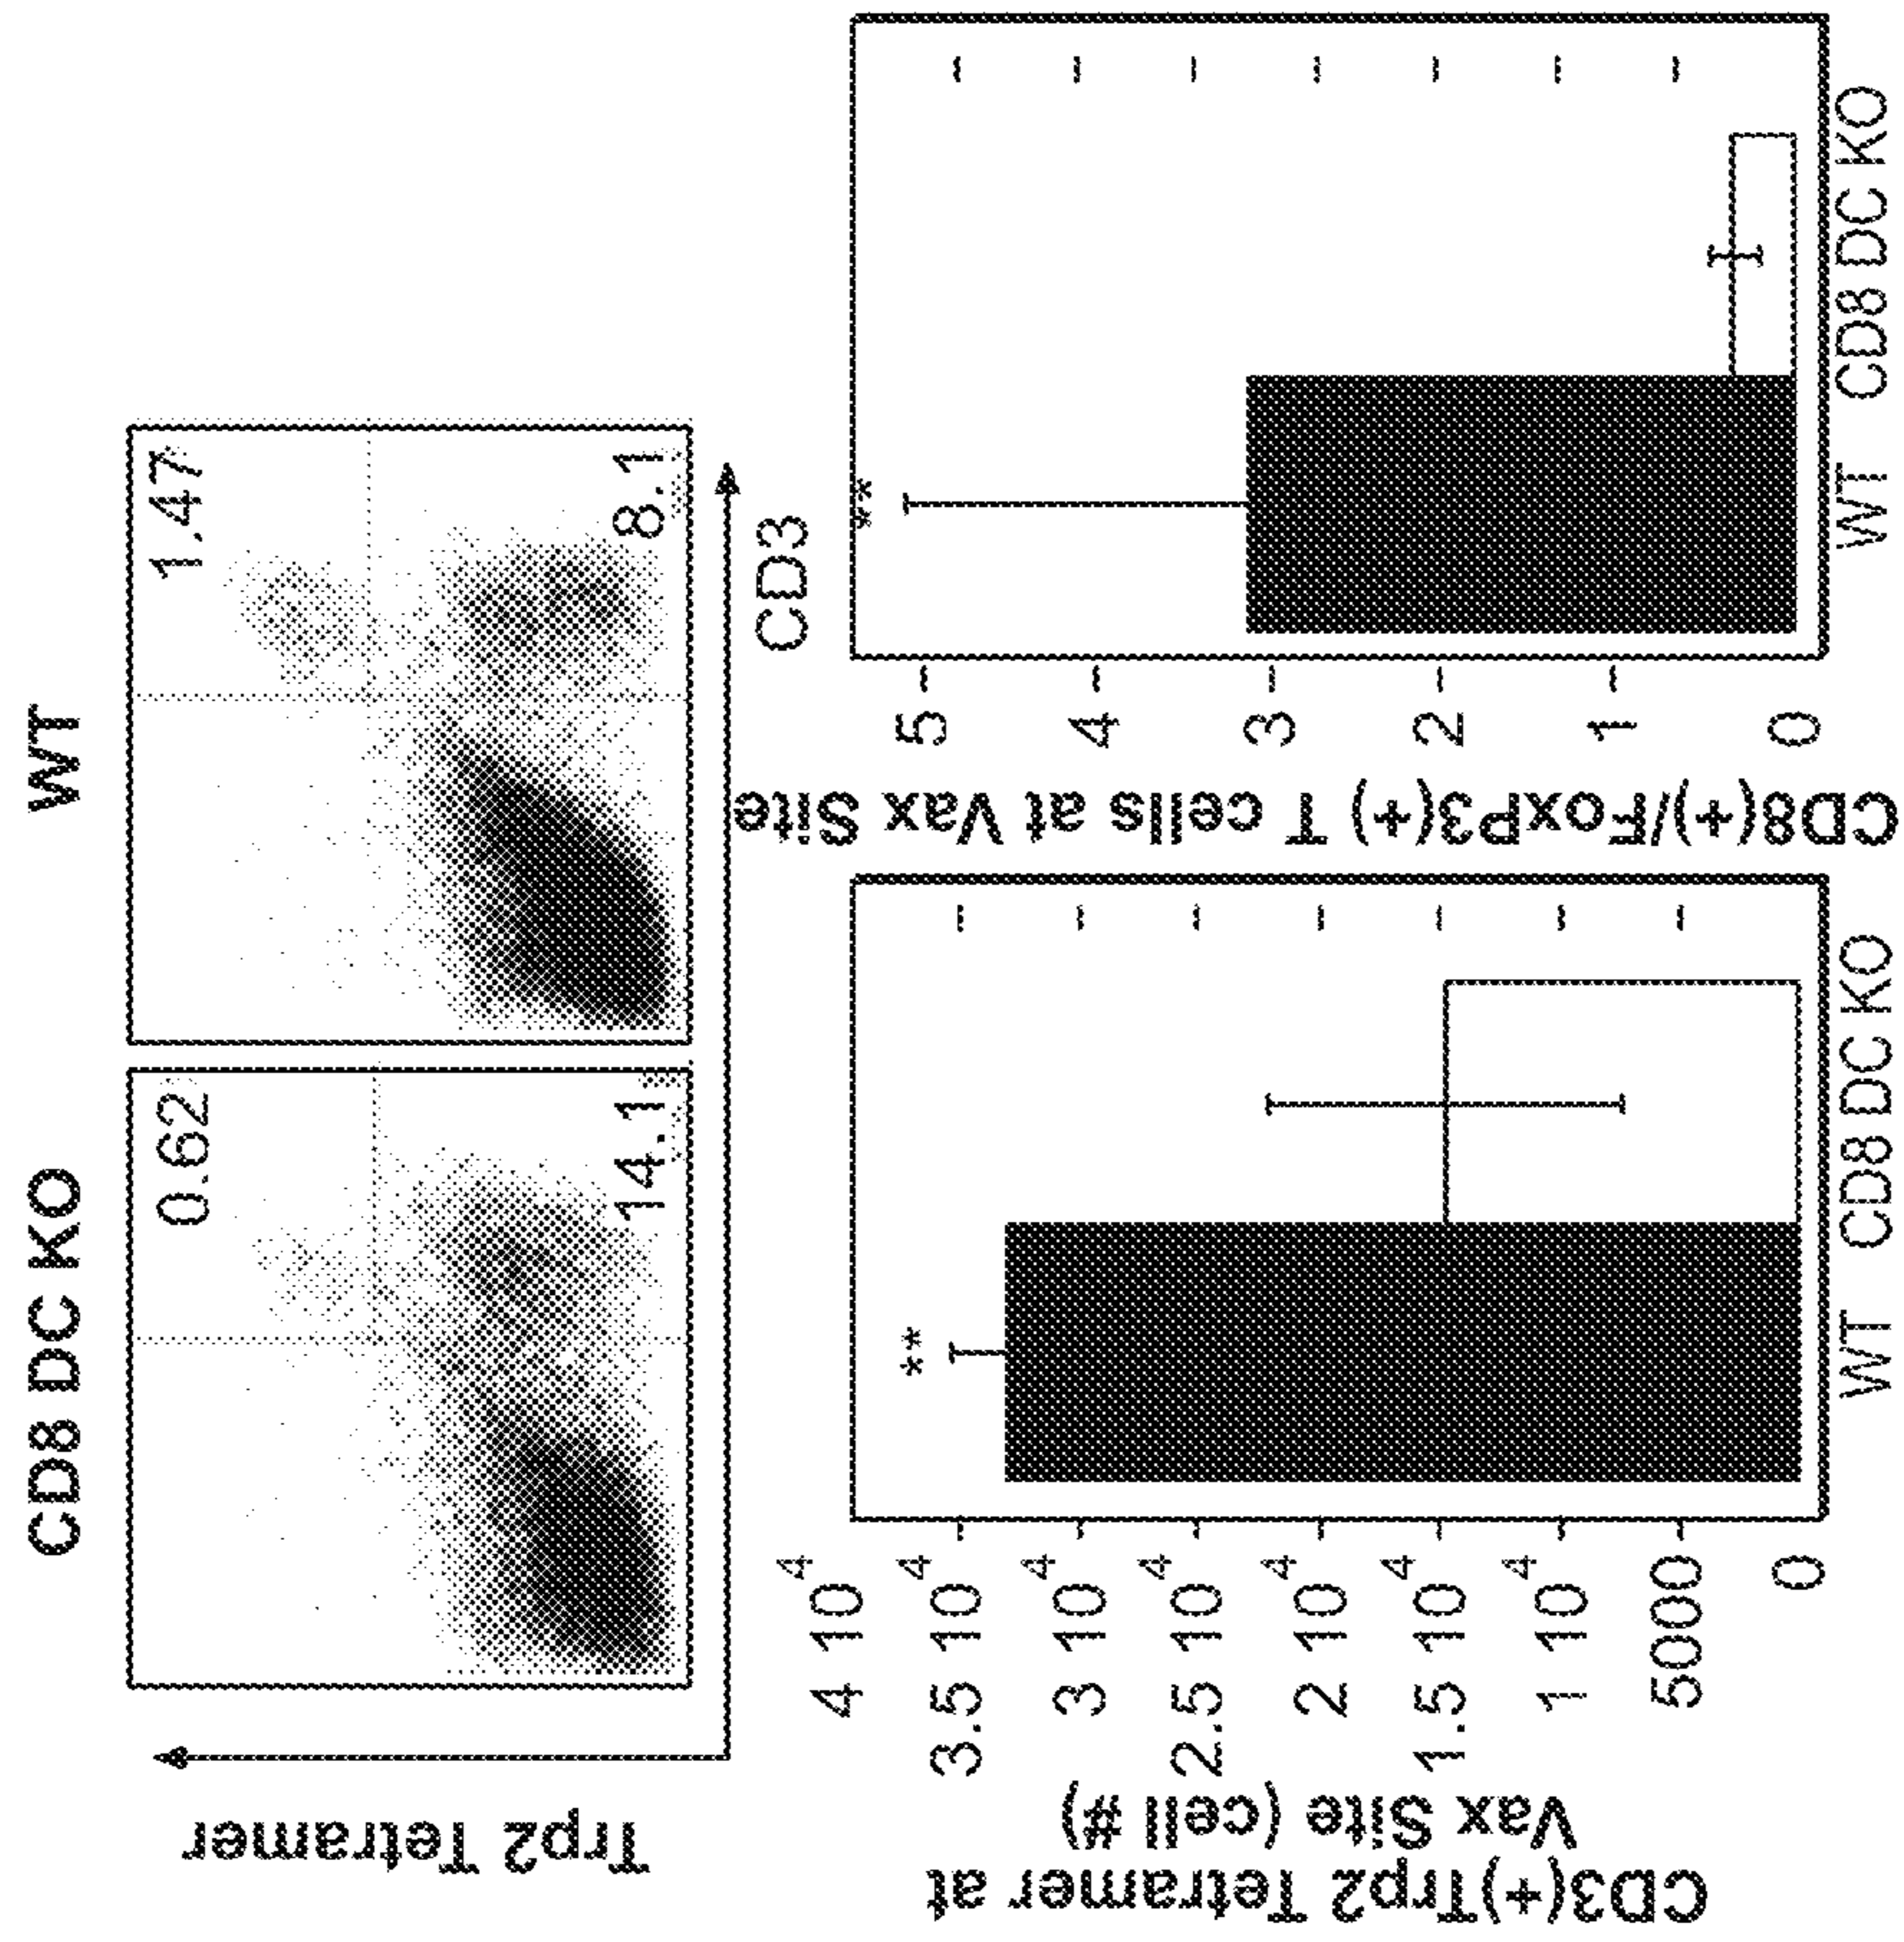 CD8 DC KO
WT
0.62
14.1
1.47
8.1
Trp2 Tetramer
CD3
CD3(+)Trp2 Tetramer at
Vax Site (cell #)
4 10^4
3.5 10^4
3 10^4
2.5 10^4
2 10^4
1.5 10^4
1 10^4
5000
0
**
WT
CD8 DC KO
CD8(+)/FoxP3(+) T cells at Vax Site
5
4
3
2
1
0
**
WT
CD8 DC KO